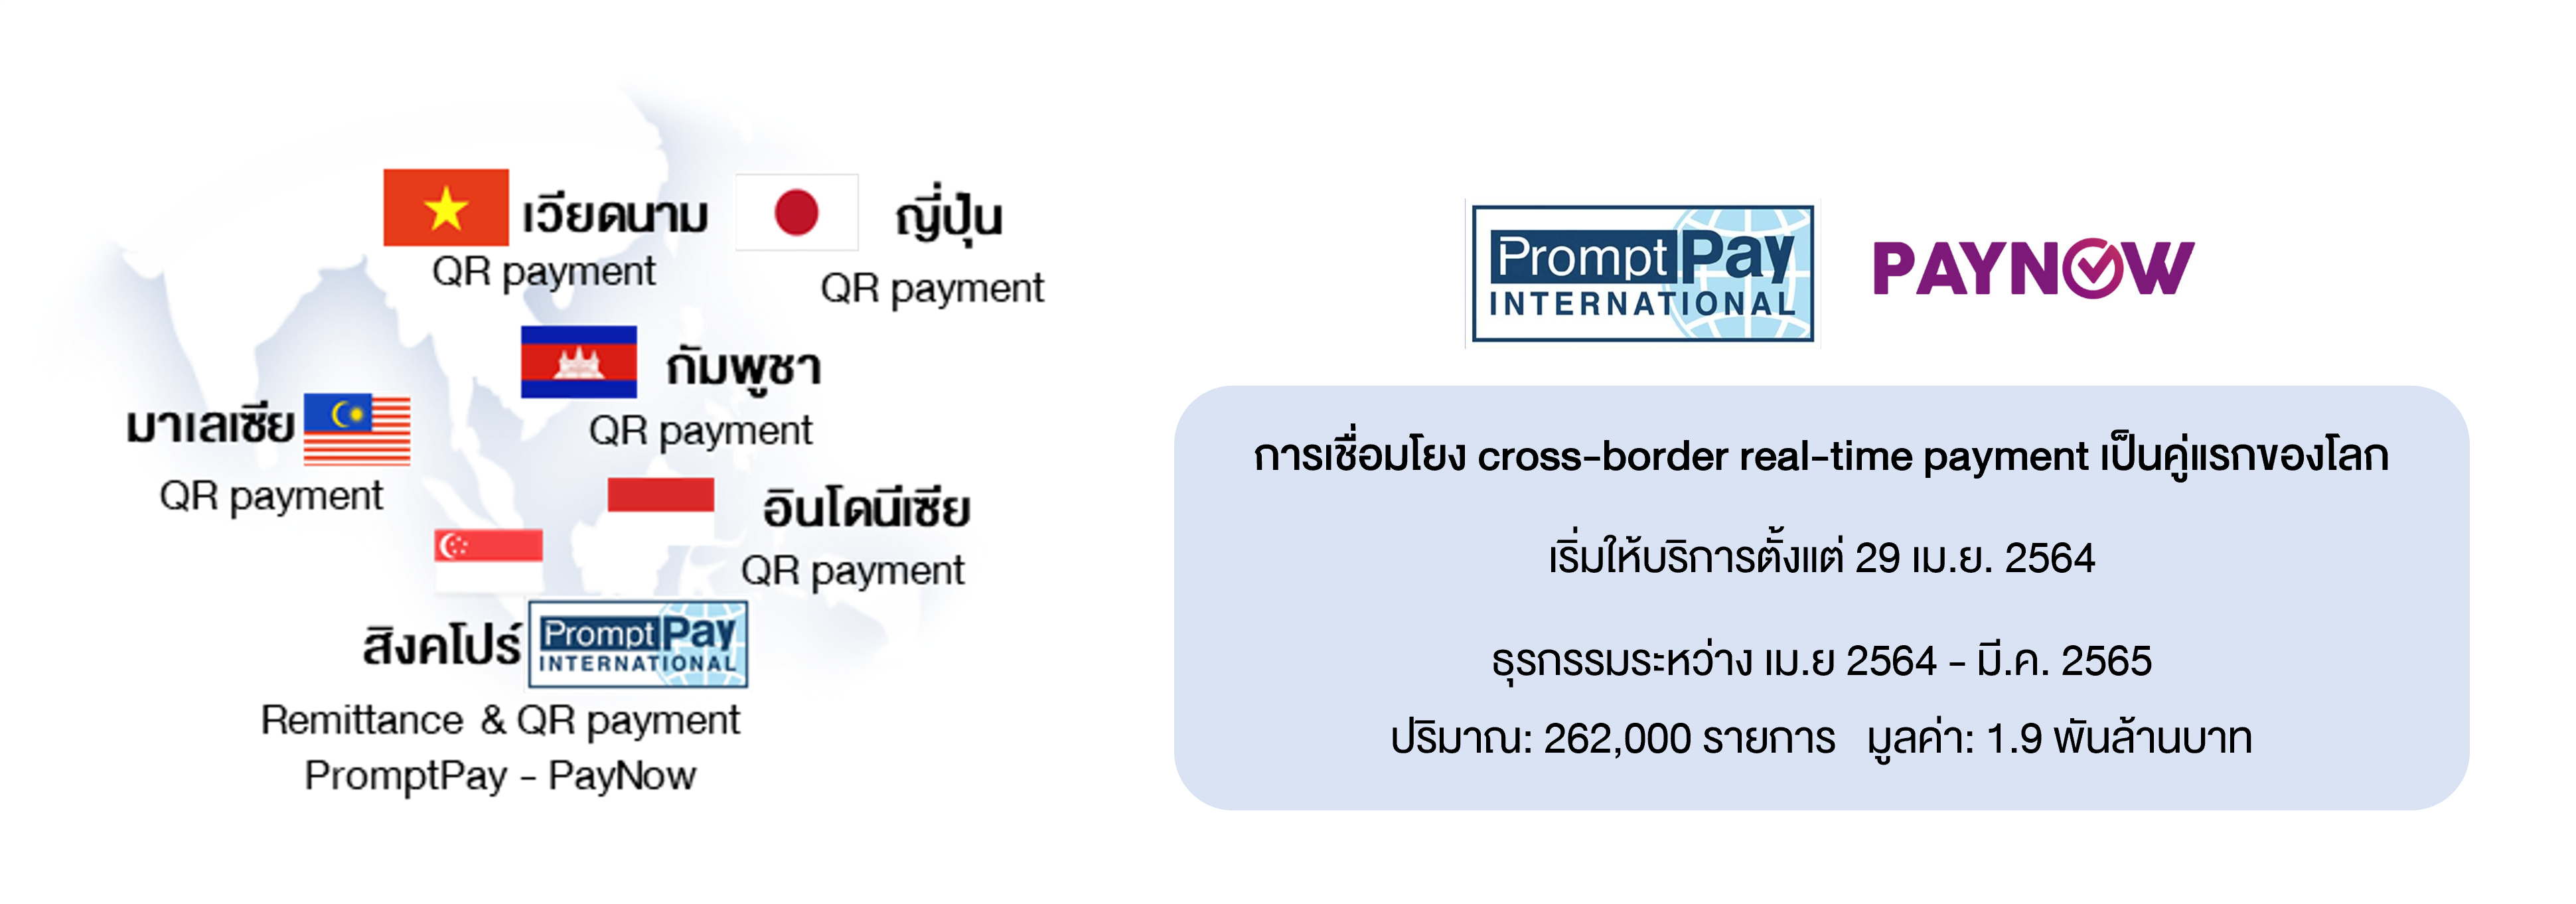 เวียดนาม
QR payment
ญี่ปุ่น
QR payment
กัมพูชา
QR payment
มาเลเซีย
QR payment
อินโดนีเซีย
QR payment
สิงคโปร์
PromptPay
INTERNATIONAL
Remittance & QR payment
PromptPay - PayNow
PromptPay
INTERNATIONAL
PAYNOW
การเชื่อมโยง cross-border real-time payment เป็นคู่แรกของโลก
เริ่มให้บริการตั้งแต่ 29 เม.ย. 2564
ธุรกรรมระหว่าง เม.ย 2564 - มี.ค. 2565
ปริมาณ: 262,000 รายการ มูลค่า: 1.9 พันล้านบาท